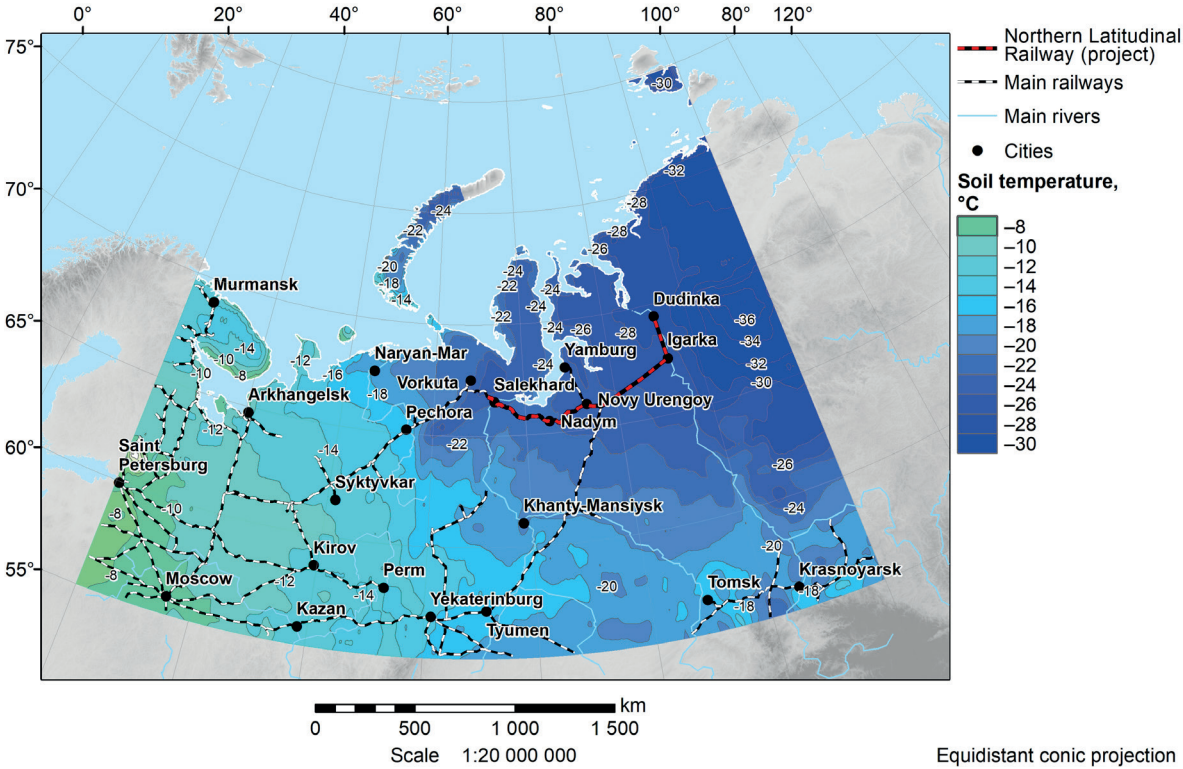 0° 20° 40° 60° 80° 100° 80° 120°
75°
70°
65°
60°
55°
Northern Latitudinal
Railway (project)
Main railways
Main rivers
Cities
Soil temperature,
°C
–8
–10
–12
–14
–16
–18
–20
–22
–24
–26
–28
–30
-30
-32
-28
-28
-26
-24
-22
-20
-18
-14
-24
-22
-22
-24
-24
-24
-26
-28
-24
-36
-34
-32
-30
Murmansk
-14
-10
-8
-10
-12
-16
-18
Naryan-Mar
Vorkuta
Salekhard
Yamburg
Dudinka
Igarka
Novy Urengoy
Nadym
Arkhangelsk
Pechora
-12
-14
-22
-26
-24
Saint
Petersburg
Syktyvkar
Khanty-Mansiysk
-8
-10
-20
Kirov
-8
Moscow
-12
Perm
-14
-20
Tomsk
-18
Krasnoyarsk
-18
Kazan
Yekaterinburg
Tyumen
km
0 500 1 000 1 500
Scale 1:20 000 000
Equidistant conic projection